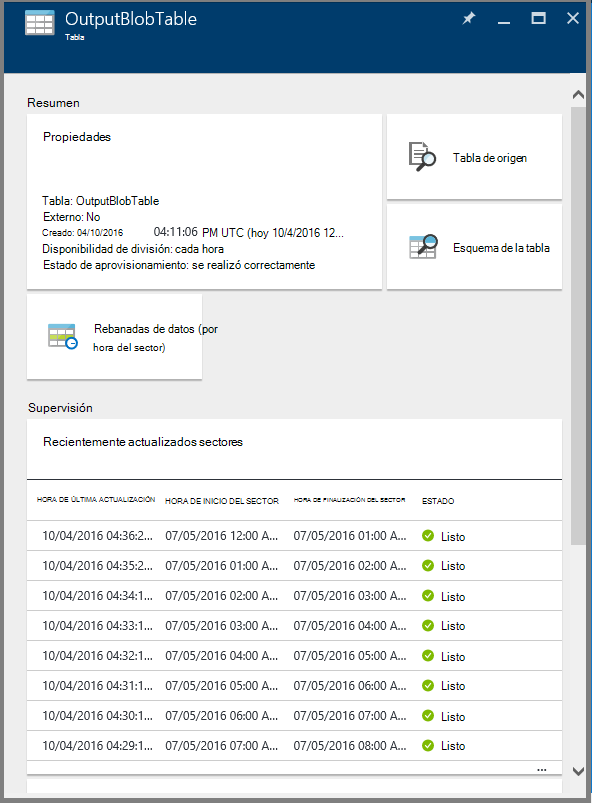 OutputBlobTable
Tabla
Resumen
Propiedades
Tabla: OutputBlobTable
Externo: No
Creado: 04/10/2016 04:11:06 PM UTC (hoy 10/4/2016 12...
Disponibilidad de división: cada hora
Estado de aprovisionamiento: se realizó correctamente
Tabla de origen
Esquema de la tabla
Rebanadas de datos (por
hora del sector)
Supervisión
Recientemente actualizados sectores
HORA DE ÚLTIMA ACTUALIZACIÓN HORA DE INICIO DEL SECTOR HORA DE FINALIZACIÓN DEL SECTOR ESTADO
10/04/2016 04:36:2... 07/05/2016 12:00 A... 07/05/2016 01:00 A... Listo
10/04/2016 04:35:2... 07/05/2016 01:00 A... 07/05/2016 02:00 A... Listo
10/04/2016 04:34:1... 07/05/2016 02:00 A... 07/05/2016 03:00 A... Listo
10/04/2016 04:33:1... 07/05/2016 03:00 A... 07/05/2016 04:00 A... Listo
10/04/2016 04:32:1... 07/05/2016 04:00 A... 07/05/2016 05:00 A... Listo
10/04/2016 04:31:1... 07/05/2016 05:00 A... 07/05/2016 06:00 A... Listo
10/04/2016 04:30:1... 07/05/2016 06:00 A... 07/05/2016 07:00 A... Listo
10/04/2016 04:29:1... 07/05/2016 07:00 A... 07/05/2016 08:00 A... Listo
...